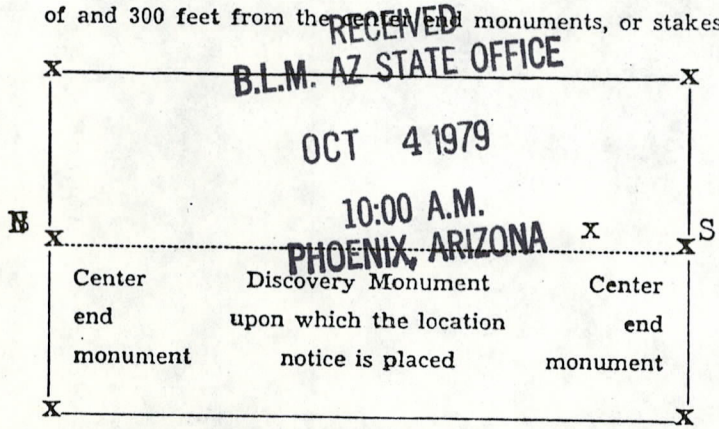 of and 300 feet from the center end monuments, or stakes
RECEIVED
B.L.M. AZ STATE OFFICE
X X
OCT 4 1979
10:00 A.M.
X
S
X X
PHOENIX, ARIZONA
Center Discovery Monument Center
end upon which the location end
monument notice is placed monument
X X